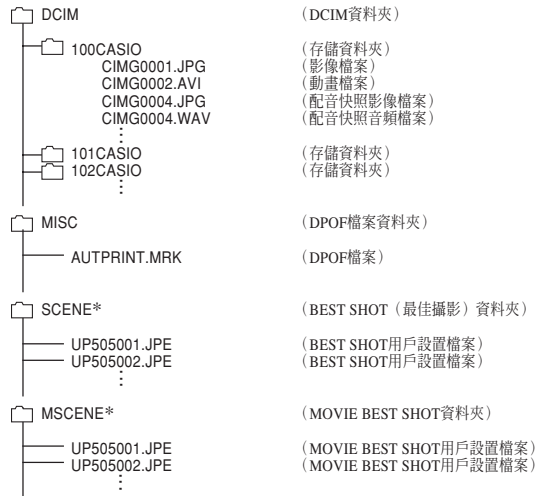 DCIM （DCIM資料夾）
100CASIO （存儲資料夾）
CIMG0001.JPG （影像檔案）
CIMG0002.AVI （動畫檔案）
CIMG0004.JPG （配音快照影像檔案）
CIMG0004.WAV （配音快照音頻檔案）
101CASIO （存儲資料夾）
102CASIO （存儲資料夾）
MISC （DPOF檔案資料夾）
AUTPRINT.MRK （DPOF檔案）
SCENE* （BEST SHOT（最佳攝影）資料夾）
UP505001.JPE （BEST SHOT用戶設置檔案）
UP505002.JPE （BEST SHOT用戶設置檔案）
MSCENE* （MOVIE BEST SHOT資料夾）
UP505001.JPE （MOVIE BEST SHOT用戶設置檔案）
UP505002.JPE （MOVIE BEST SHOT用戶設置檔案）